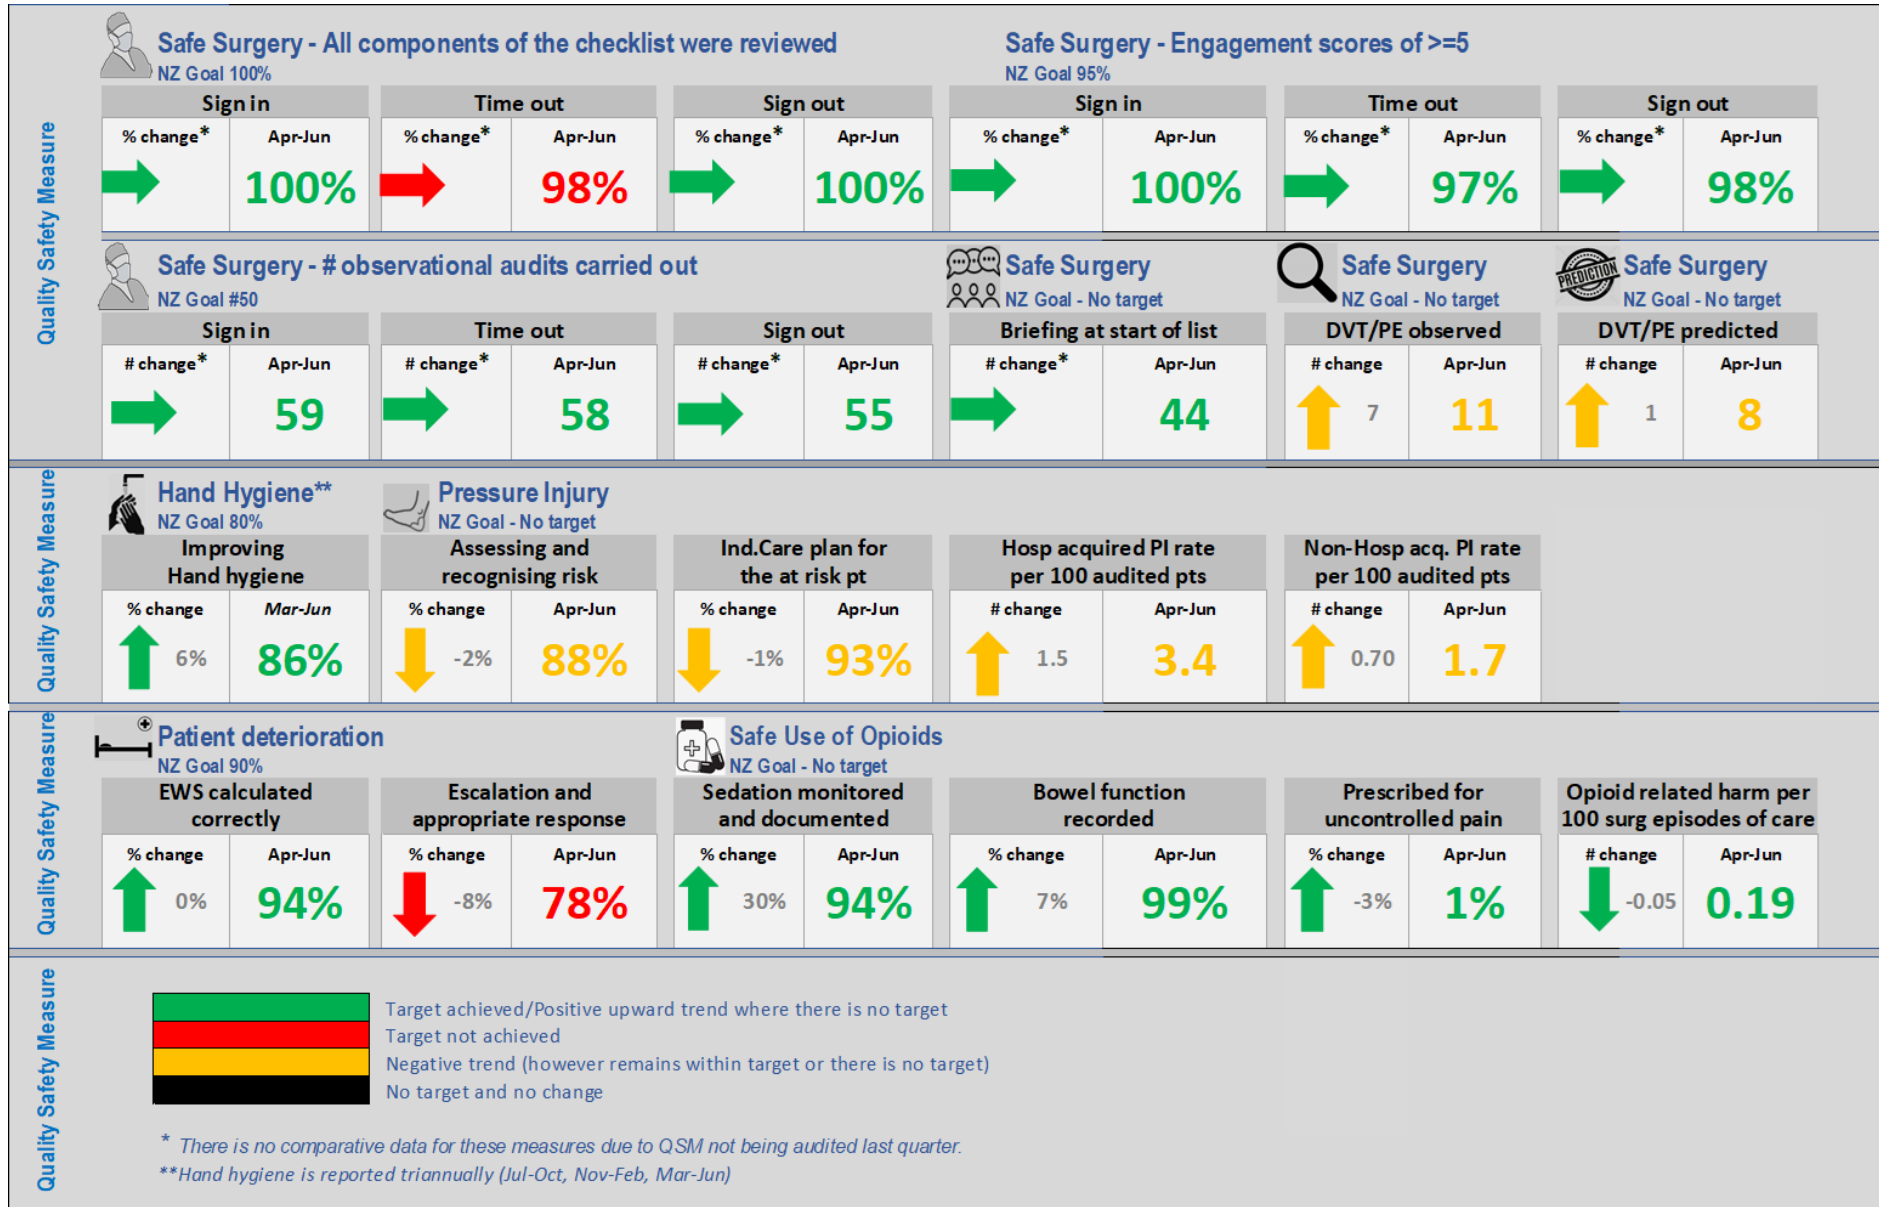 Quality Safety Measure
Safe Surgery - All components of the checklist were reviewed
NZ Goal 100%
Safe Surgery - Engagement scores of >=5
NZ Goal 95%
Sign in Time out Sign out Sign in Time out Sign out
% change* Apr-Jun % change* Apr-Jun % change* Apr-Jun % change* Apr-Jun % change* Apr-Jun % change* Apr-Jun
100% 98% 100% 100% 97% 98%
Safe Surgery - # observational audits carried out
NZ Goal #50
Safe Surgery
NZ Goal - No target
Safe Surgery
NZ Goal - No target
PREDICTION
Safe Surgery
NZ Goal - No target
Sign in Time out Sign out Briefing at start of list DVT/PE observed DVT/PE predicted
# change* Apr-Jun # change* Apr-Jun # change* Apr-Jun # change* Apr-Jun # change Apr-Jun # change Apr-Jun
59 58 55 44 7 11 1 8
Quality Safety Measure
Hand Hygiene**
NZ Goal 80%
Pressure Injury
NZ Goal - No target
Improving
Hand hygiene
Assessing and
recognising risk
Ind.Care plan for
the at risk pt
Hosp acquired PI rate
per 100 audited pts
Non-Hosp acq. PI rate
per 100 audited pts
% change Mar-Jun % change Apr-Jun % change Apr-Jun # change Apr-Jun # change Apr-Jun
6% 86% -2% 88% -1% 93% 1.5 3.4 0.70 1.7
Quality Safety Measure
Patient deterioration
NZ Goal 90%
Safe Use of Opioids
NZ Goal - No target
EWS calculated
correctly
Escalation and
appropriate response
Sedation monitored
and documented
Bowel function
recorded
Prescribed for
uncontrolled pain
Opioid related harm per
100 surg episodes of care
% change Apr-Jun % change Apr-Jun % change Apr-Jun % change Apr-Jun % change Apr-Jun # change Apr-Jun
0% 94% -8% 78% 30% 94% 7% 99% -3% 1% -0.05 0.19
Quality Safety Measure
Target achieved/Positive upward trend where there is no target
Target not achieved
Negative trend (however remains within target or there is no target)
No target and no change
* There is no comparative data for these measures due to QSM not being audited last quarter.
**Hand hygiene is reported triannually (Jul-Oct, Nov-Feb, Mar-Jun)